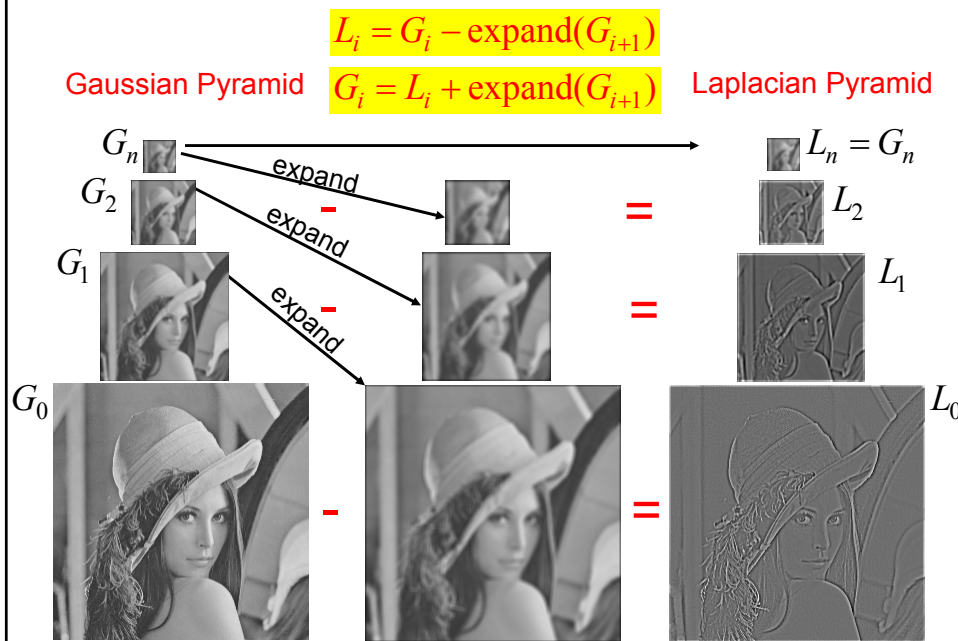 L_i = G_i − expand(G_{i+1})
Gaussian Pyramid
G_i = L_i + expand(G_{i+1})
Laplacian Pyramid
G_n
L_n = G_n
expand
G_2
-
=
L_2
expand
G_1
-
=
L_1
expand
G_0
-
=
L_0